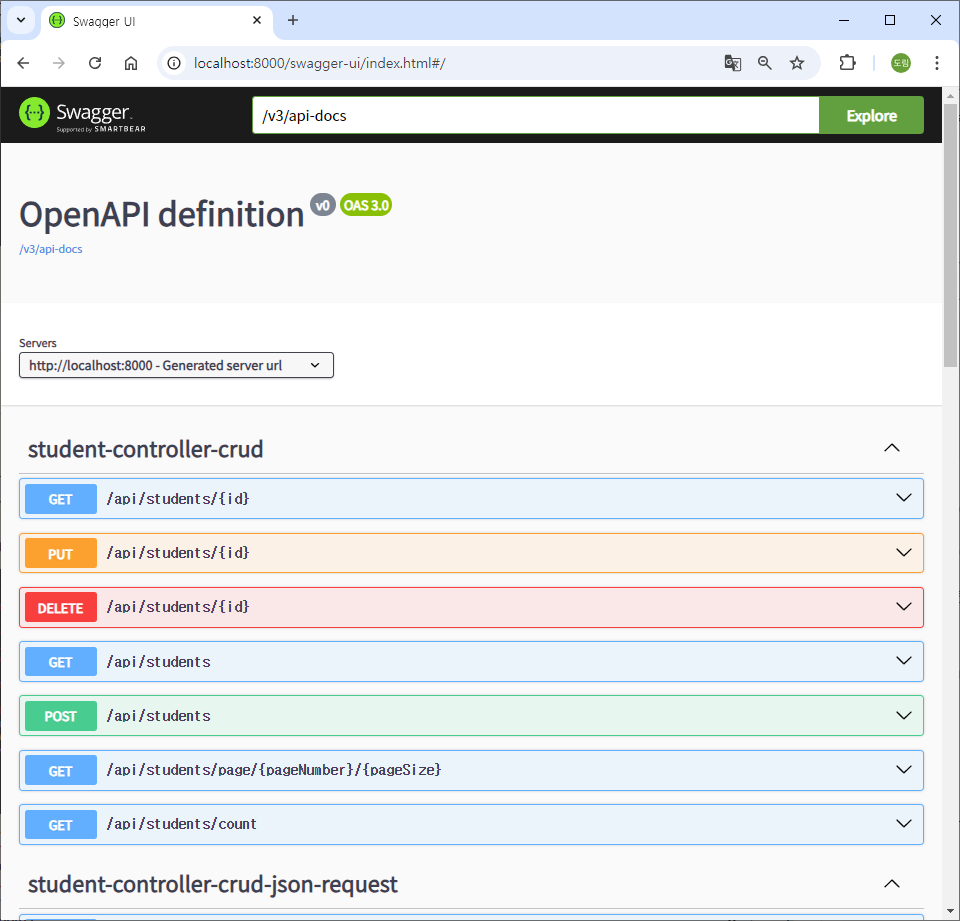 Swagger UI
localhost:8000/swagger-ui/index.html#/
도림
Swagger.
Supported by SMARTBEAR
/v3/api-docs
Explore
OpenAPI definition v0 OAS 3.0
/v3/api-docs
Servers
http://localhost:8000 - Generated server url
student-controller-crud
GET /api/students/{id}
PUT /api/students/{id}
DELETE /api/students/{id}
GET /api/students
POST /api/students
GET /api/students/page/{pageNumber}/{pageSize}
GET /api/students/count
student-controller-crud-json-request